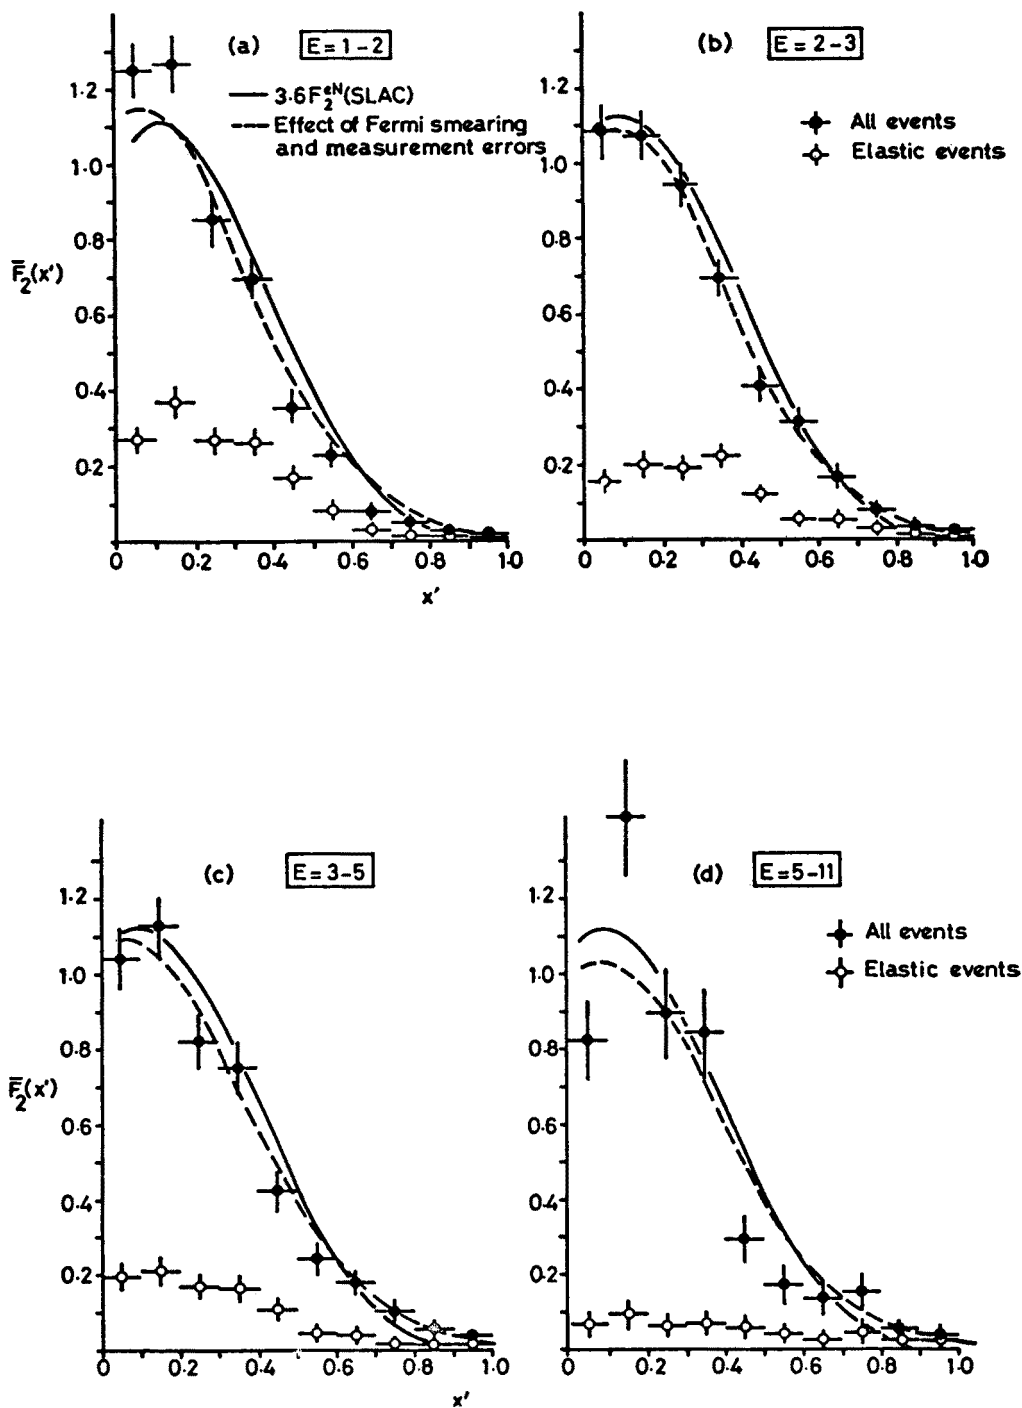 (a) E = 1-2
3·6F₂ᵉᴺ(SLAC)
Effect of Fermi smearing
and measurement errors
1·2
1·0
0·8
0·6
0·4
0·2
F̅₂(x')
0 0·2 0·4 0·6 0·8 1·0
x'
(b) E = 2-3
All events
Elastic events
1·2
1·0
0·8
0·6
0·4
0·2
0 0·2 0·4 0·6 0·8 1·0
(c) E = 3-5
1·2
1·0
0·8
0·6
0·4
0·2
F̅₂(x')
0 0·2 0·4 0·6 0·8 1·0
x'
(d) E = 5-11
All events
Elastic events
1·2
1·0
0·8
0·6
0·4
0·2
0 0·2 0·4 0·6 0·8 1·0